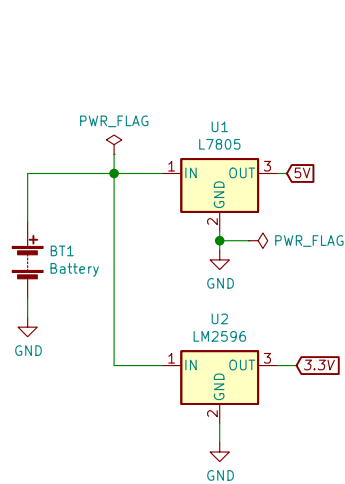 PWR_FLAG
U1
L7805
1
IN
OUT
3
5V
GND
2
PWR_FLAG
GND
BT1
Battery
GND
U2
LM2596
1
IN
OUT
3
3.3V
GND
2
GND